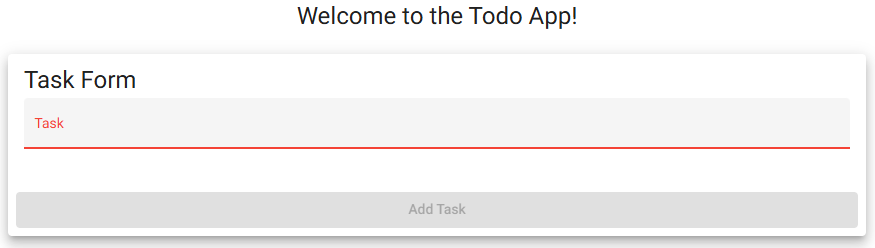 Welcome to the Todo App!
Task Form
Task
Add Task